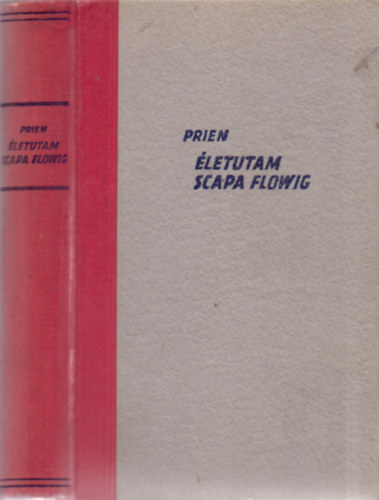 PRIEN
ÉLETUTAM
SCAPA FLOWIG
PRIEN
ÉLETUTAM
SCAPA FLOWIG